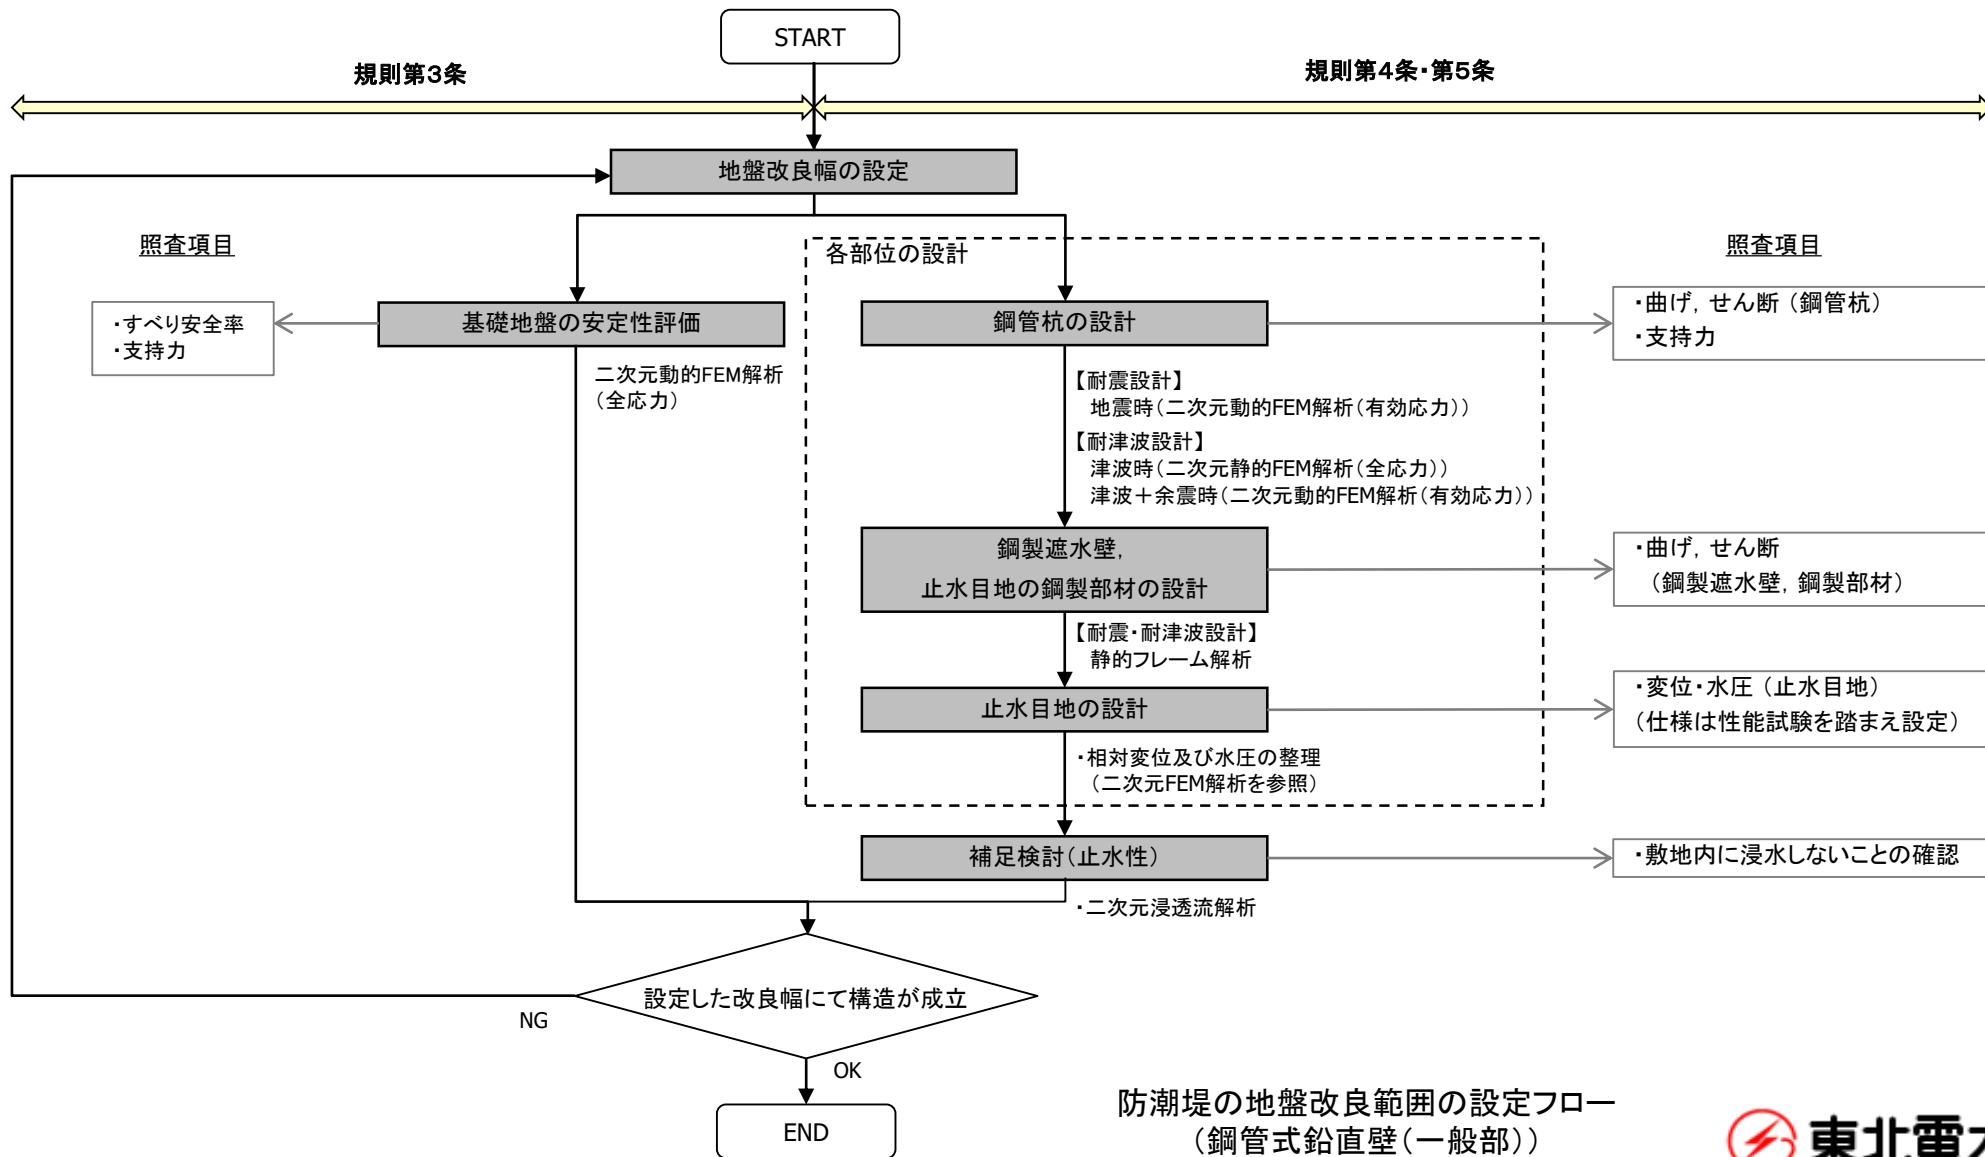 START
規則第3条
規則第4条・第5条
地盤改良幅の設定
照査項目
各部位の設計
照査項目
・すべり安全率
・支持力
基礎地盤の安定性評価
二次元動的FEM解析
（全応力）
鋼管杭の設計
・曲げ，せん断（鋼管杭）
・支持力
【耐震設計】
地震時（二次元動的FEM解析（有効応力））
【耐津波設計】
津波時（二次元静的FEM解析（全応力））
津波＋余震時（二次元動的FEM解析（有効応力））
鋼製遮水壁，
止水目地の鋼製部材の設計
・曲げ，せん断
（鋼製遮水壁，鋼製部材）
【耐震・耐津波設計】
静的フレーム解析
止水目地の設計
・変位・水圧（止水目地）
（仕様は性能試験を踏まえ設定）
・相対変位及び水圧の整理
（二次元FEM解析を参照）
補足検討（止水性）
・敷地内に浸水しないことの確認
・二次元浸透流解析
設定した改良幅にて構造が成立
NG
OK
END
防潮堤の地盤改良範囲の設定フロー
（鋼管式鉛直壁（一般部））
東北電